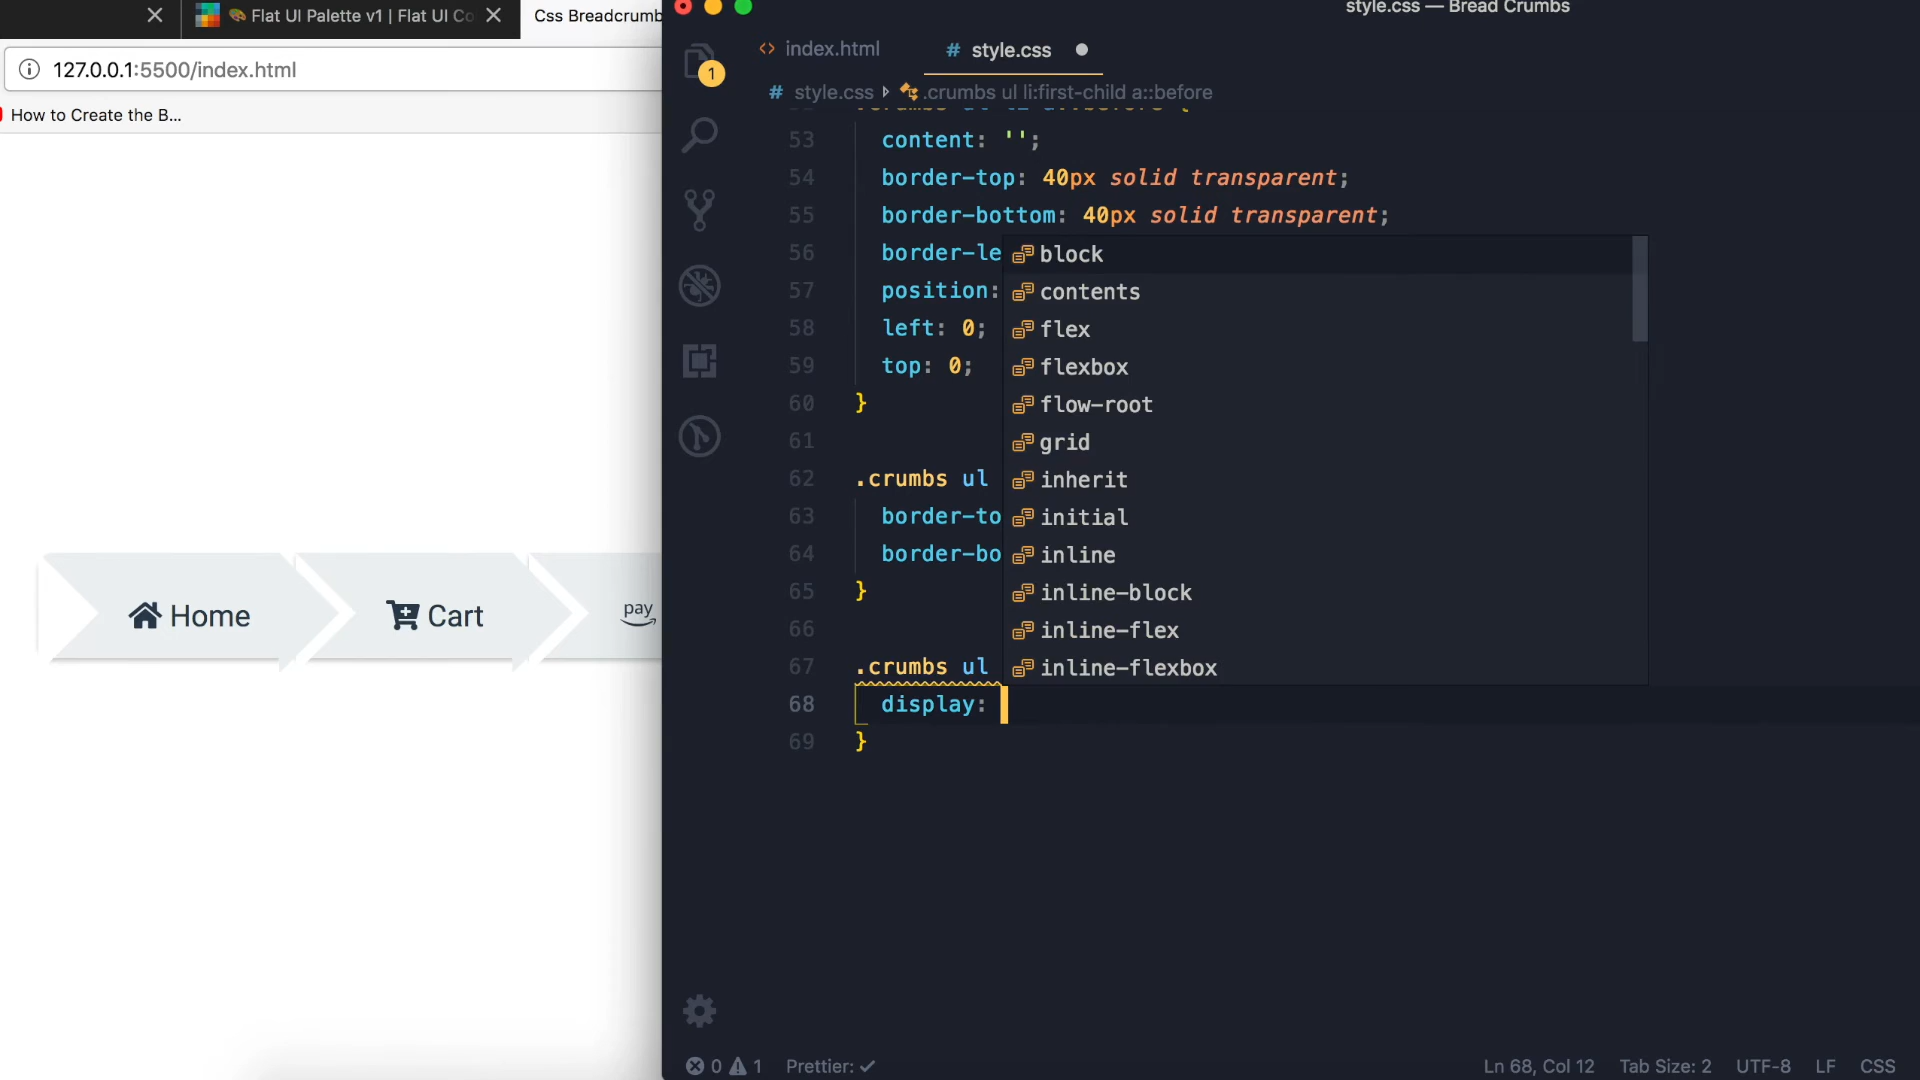 Flat UI Palette v1 | Flat UI Co
Css Breadcrumb
127.0.0.1:5500/index.html
How to Create the B...
Home
Cart
pay
style.css — Bread Crumbs
<> index.html
# style.css
1
# style.css .crumbs ul li:first-child a::before
53 content: '';
54 border-top: 40px solid transparent;
55 border-bottom: 40px solid transparent;
56 border-le
57 position:
58 left: 0;
59 top: 0;
60 }
61
62 .crumbs ul
63 border-to
64 border-bo
65 }
66
67 .crumbs ul
68 display:
69 }
block
contents
flex
flexbox
flow-root
grid
inherit
initial
inline
inline-block
inline-flex
inline-flexbox
0 1 Prettier: ✓
Ln 68, Col 12 Tab Size: 2 UTF-8 LF CSS